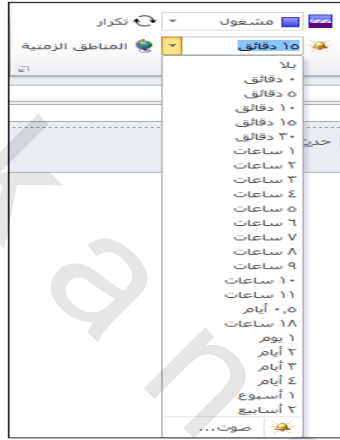 مشغول تكرار
١٥ دقائق المناطق الزمنية
بلا
٠ دقائق
٥ دقائق
١٠ دقائق
١٥ دقائق
٣٠ دقائق
١ ساعات
٢ ساعات
٣ ساعات
٤ ساعات
٥ ساعات
٦ ساعات
٧ ساعات
٨ ساعات
٩ ساعات
١٠ ساعات
١١ ساعات
٠,٥ أيام
١٨ ساعات
١ يوم
٢ أيام
٣ أيام
٤ أيام
١ أسبوع
٢ أسابيع
صوت...